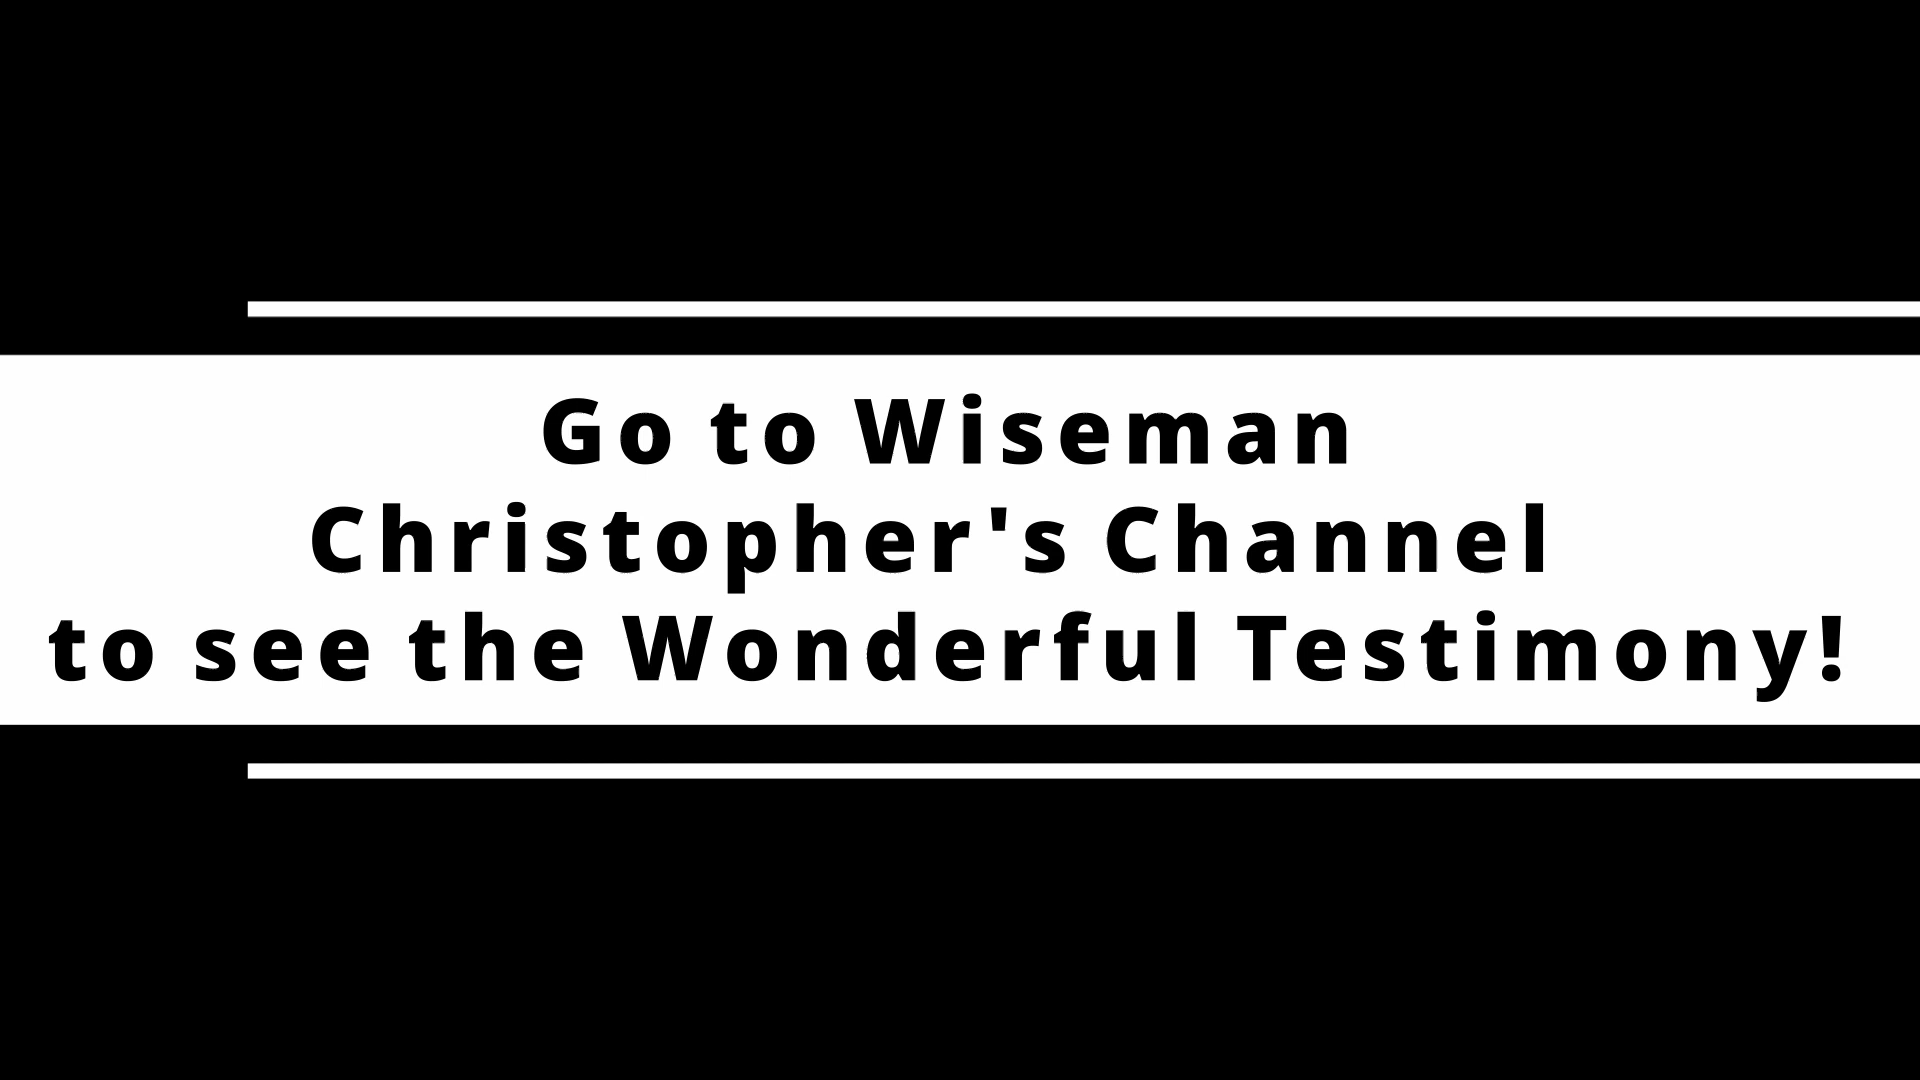 Go to Wiseman
Christopher's Channel
to see the Wonderful Testimony!